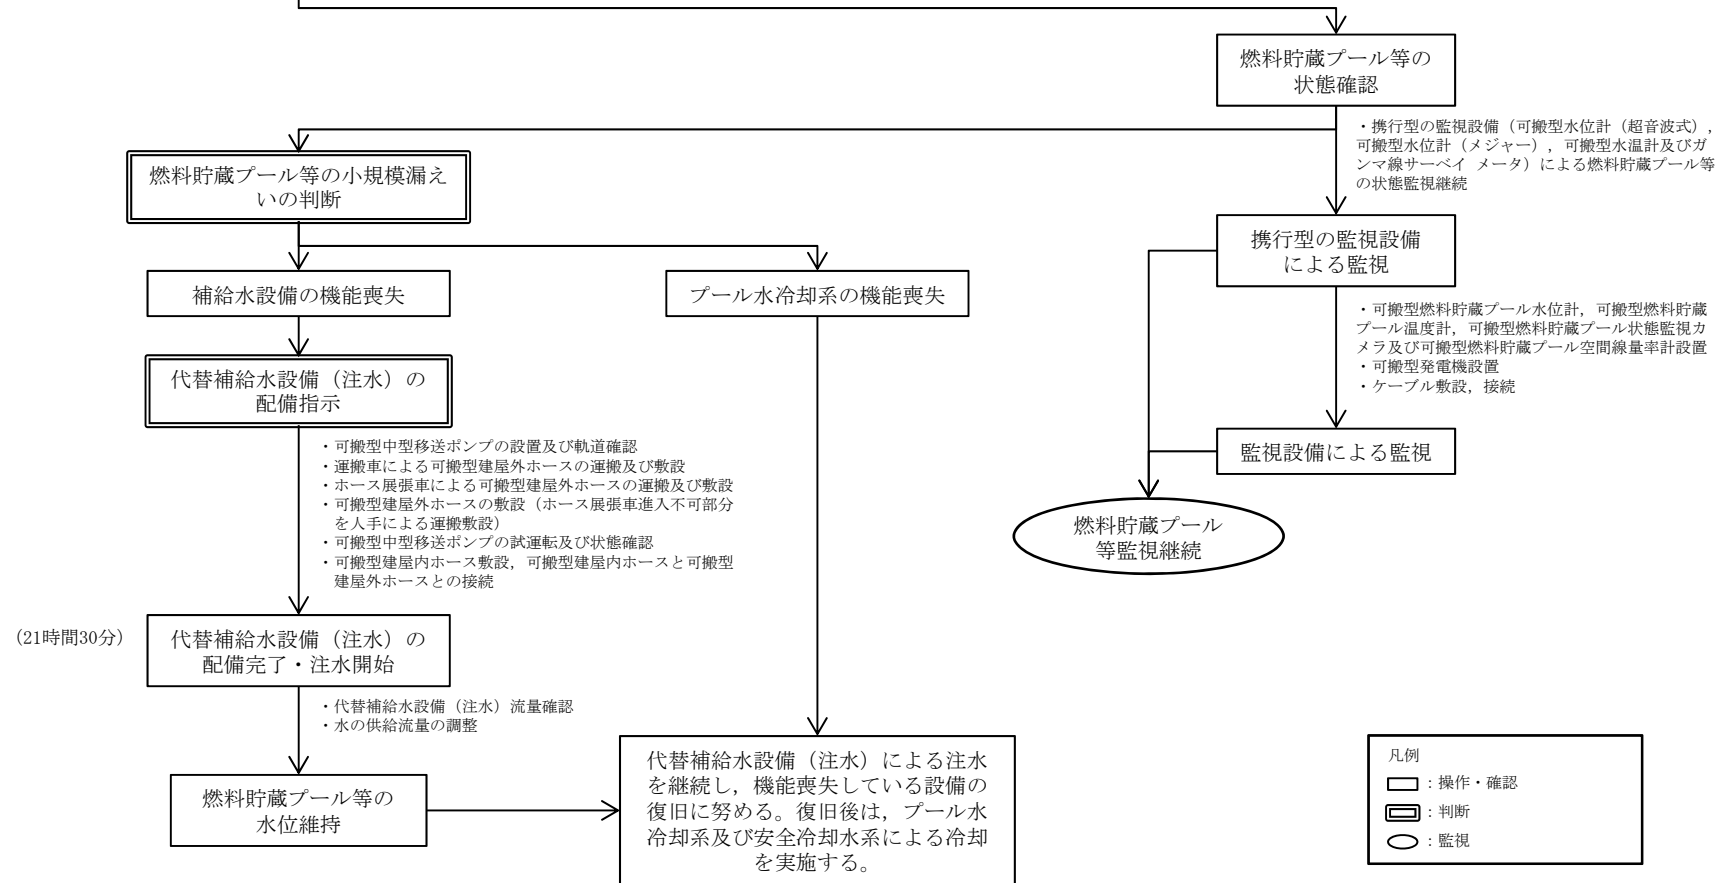 燃料貯蔵プール等の
状態確認
・携行型の監視設備（可搬型水位計（超音波式），
可搬型水位計（メジャー），可搬型水温計及びガ
ンマ線サーベイ メータ）による燃料貯蔵プール等
の状態監視継続
燃料貯蔵プール等の小規模漏え
いの判断
携行型の監視設備
による監視
補給水設備の機能喪失
プール水冷却系の機能喪失
・可搬型燃料貯蔵プール水位計，可搬型燃料貯蔵
プール温度計，可搬型燃料貯蔵プール状態監視カ
メラ及び可搬型燃料貯蔵プール空間線量率計設置
・可搬型発電機設置
・ケーブル敷設，接続
代替補給水設備（注水）の
配備指示
・可搬型中型移送ポンプの設置及び軌道確認
・運搬車による可搬型建屋外ホースの運搬及び敷設
・ホース展張車による可搬型建屋外ホースの運搬及び敷設
・可搬型建屋外ホースの敷設（ホース展張車進入不可部分
を人手による運搬敷設）
・可搬型中型移送ポンプの試運転及び状態確認
・可搬型建屋内ホース敷設，可搬型建屋内ホースと可搬型
建屋外ホースとの接続
監視設備による監視
燃料貯蔵プール
等監視継続
（21時間30分）
代替補給水設備（注水）の
配備完了・注水開始
・代替補給水設備（注水）流量確認
・水の供給流量の調整
燃料貯蔵プール等の
水位維持
代替補給水設備（注水）による注水
を継続し，機能喪失している設備の
復旧に努める。復旧後は，プール水
冷却系及び安全冷却水系による冷却
を実施する。
凡例
：操作・確認
：判断
：監視